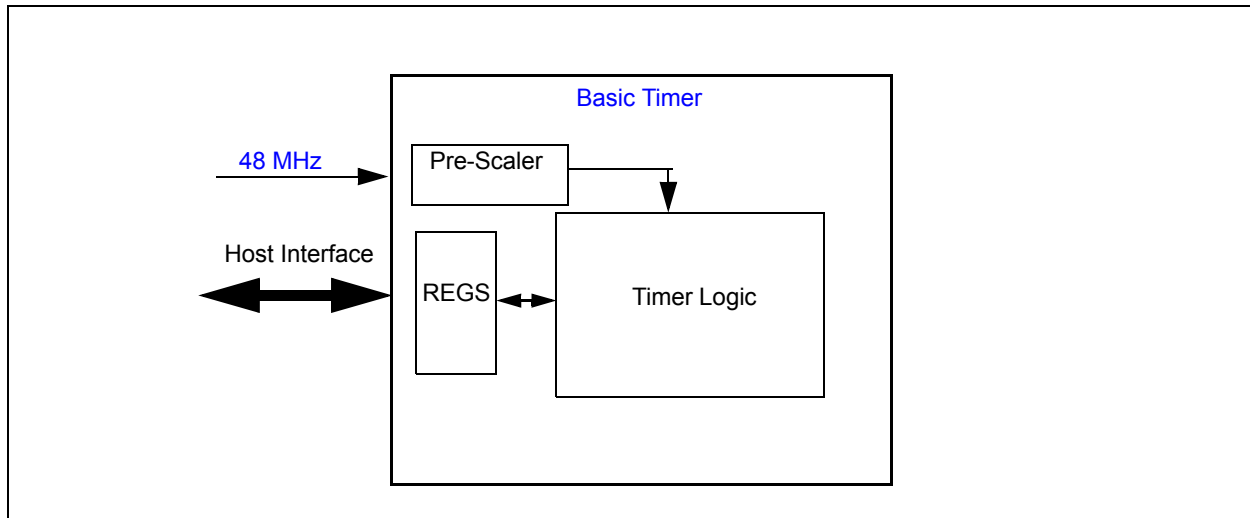 Basic Timer
48 MHz
Pre-Scaler
Host Interface
REGS
Timer Logic